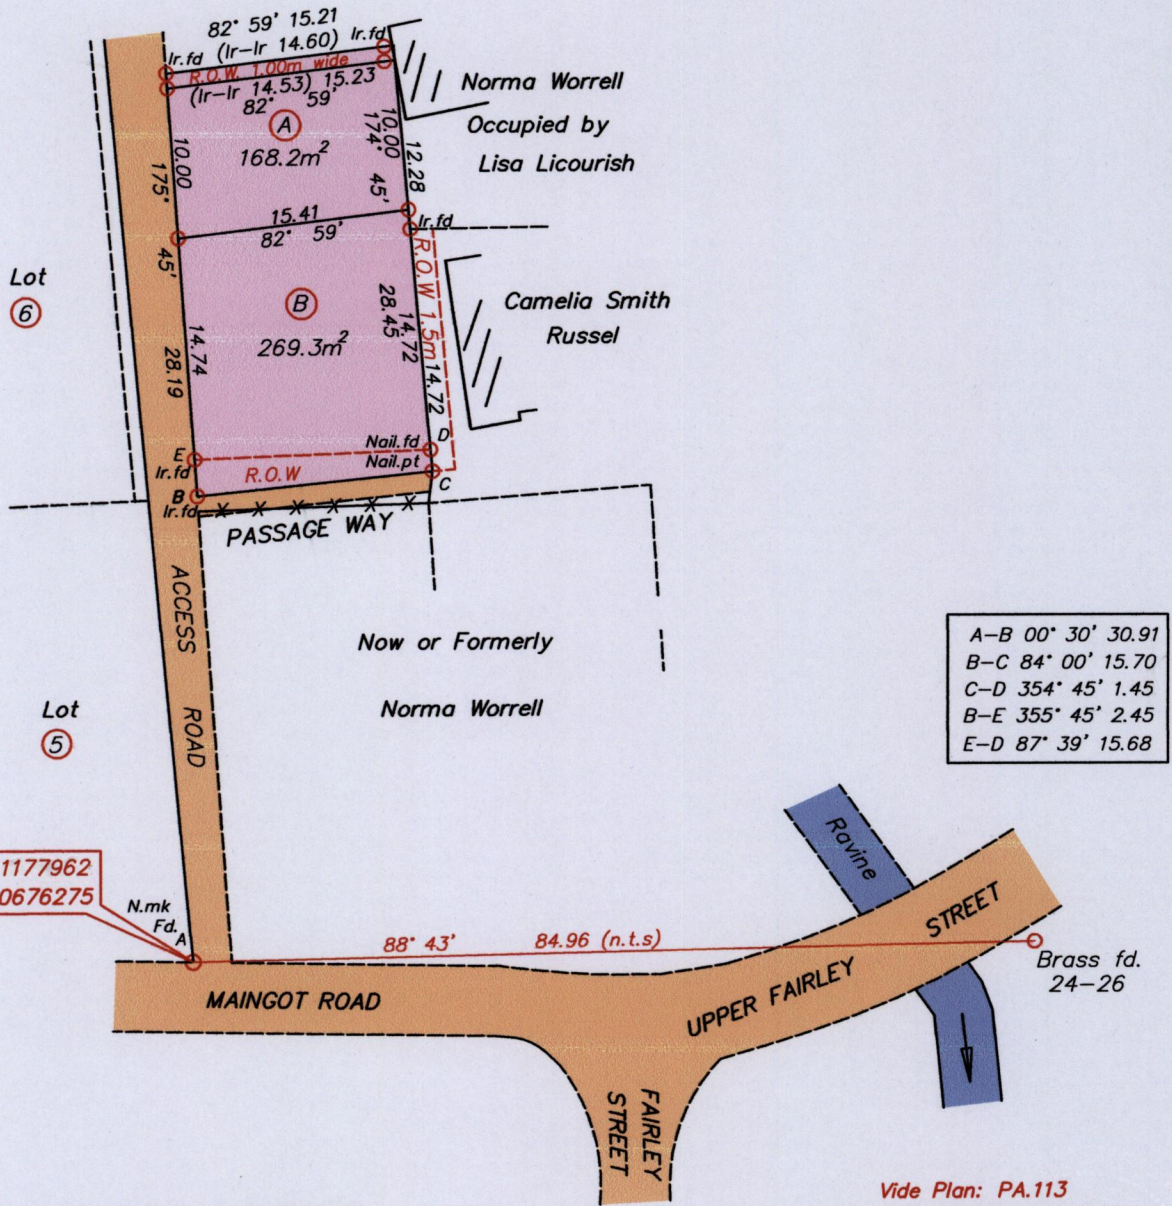 82° 59' 15.21
Ir.fd (Ir-Ir 14.60) Ir.fd
R.O.W. 1.00m wide
(Ir-Ir 14.53) 15.23
82° 59'
A
168.2m²
10.00
175° 45'
28.19
10.00
174° 45'
12.28
Norma Worrell
Occupied by
Lisa Licourish
Ir.fd
15.41
82° 59'
Lot
6
B
269.3m²
14.74
28.45
14.72
R.O.W 1.5m
14.72
Camelia Smith
Russel
E
Ir.fd
R.O.W
Nail.fd
D
Nail.pt
C
B
Ir.fd
X X X X X X
PASSAGE WAY
ACCESS ROAD
Now or Formerly
Norma Worrell
Lot
5
A-B 00° 30' 30.91
B-C 84° 00' 15.70
C-D 354° 45' 1.45
B-E 355° 45' 2.45
E-D 87° 39' 15.68
1177962
0676275
N.mk
Fd.
A
88° 43' 84.96 (n.t.s)
Ravine
Brass fd.
24-26
MAINGOT ROAD
UPPER FAIRLEY STREET
FAIRLEY
STREET
Vide Plan: PA.113